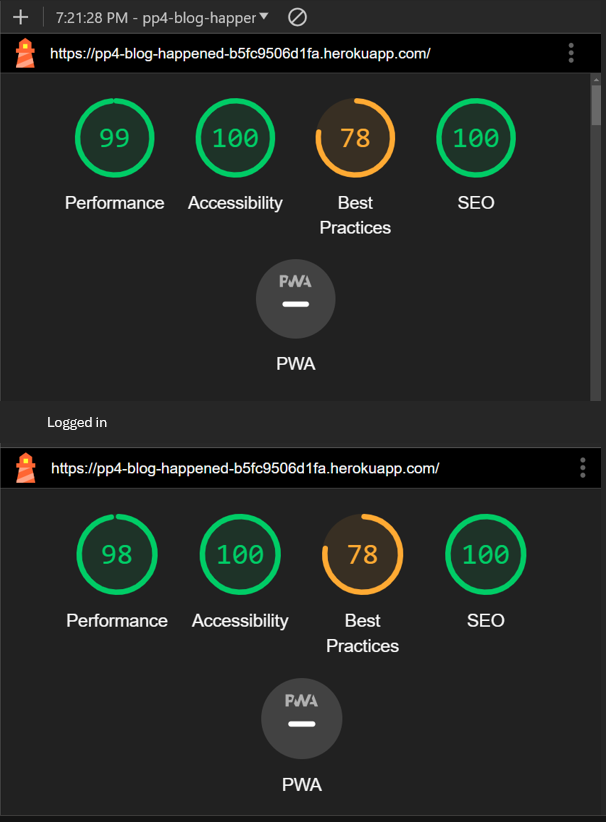 7:21:28 PM - pp4-blog-happer
https://pp4-blog-happened-b5fc9506d1fa.herokuapp.com/
99 100 78 100
Performance Accessibility Best Practices SEO
PWA
PWA
Logged in
https://pp4-blog-happened-b5fc9506d1fa.herokuapp.com/
98 100 78 100
Performance Accessibility Best Practices SEO
PWA
PWA